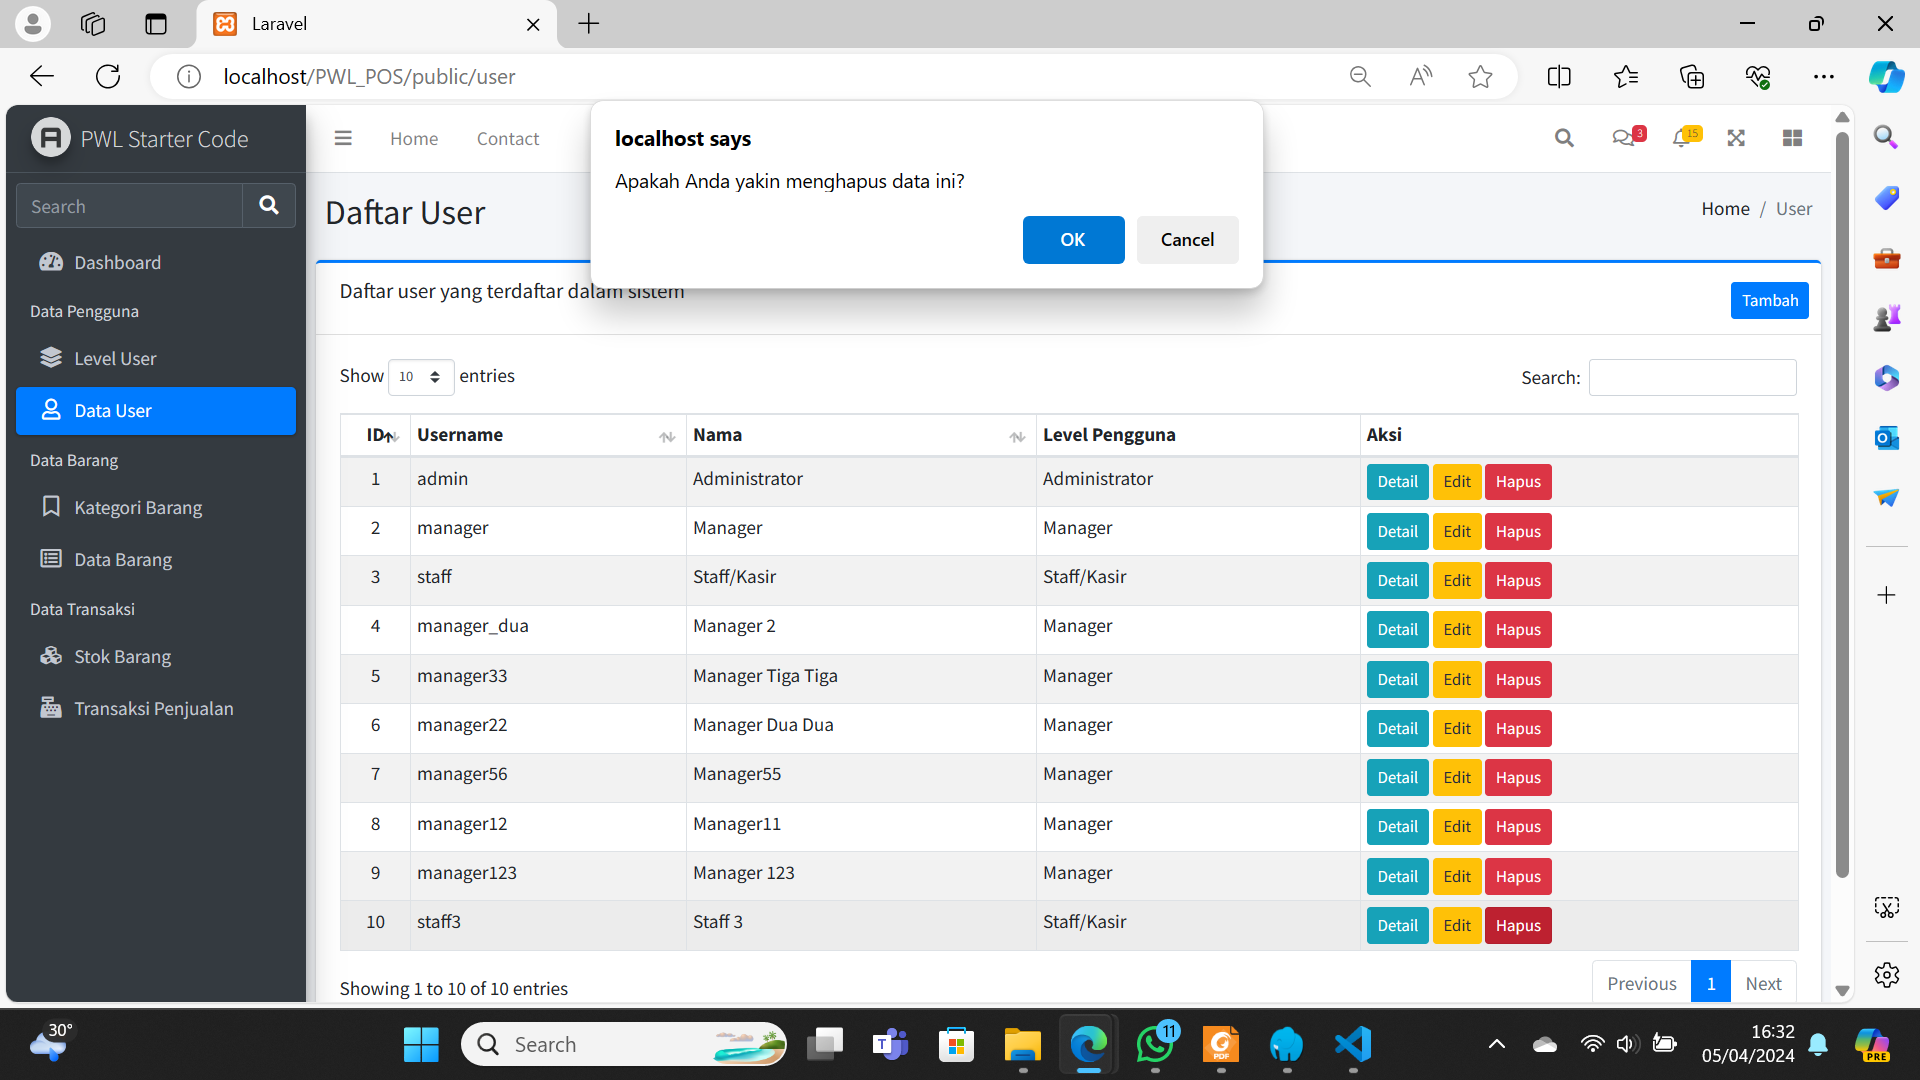 Laravel
localhost/PWL_POS/public/user
PWL Starter Code
Home
Contact
3
15
localhost says
Apakah Anda yakin menghapus data ini?
OK
Cancel
Search
Daftar User
Home / User
Dashboard
Data Pengguna
Level User
Data User
Data Barang
Kategori Barang
Data Barang
Data Transaksi
Stok Barang
Transaksi Penjualan
Daftar user yang terdaftar dalam sistem
Tambah
Show 10 entries
Search:
ID Username Nama Level Pengguna Aksi
1 admin Administrator Administrator Detail Edit Hapus
2 manager Manager Manager Detail Edit Hapus
3 staff Staff/Kasir Staff/Kasir Detail Edit Hapus
4 manager_dua Manager 2 Manager Detail Edit Hapus
5 manager33 Manager Tiga Tiga Manager Detail Edit Hapus
6 manager22 Manager Dua Dua Manager Detail Edit Hapus
7 manager56 Manager55 Manager Detail Edit Hapus
8 manager12 Manager11 Manager Detail Edit Hapus
9 manager123 Manager 123 Manager Detail Edit Hapus
10 staff3 Staff 3 Staff/Kasir Detail Edit Hapus
Showing 1 to 10 of 10 entries
Previous 1 Next
30°
Search
11
PDF
16:32
05/04/2024
PRE